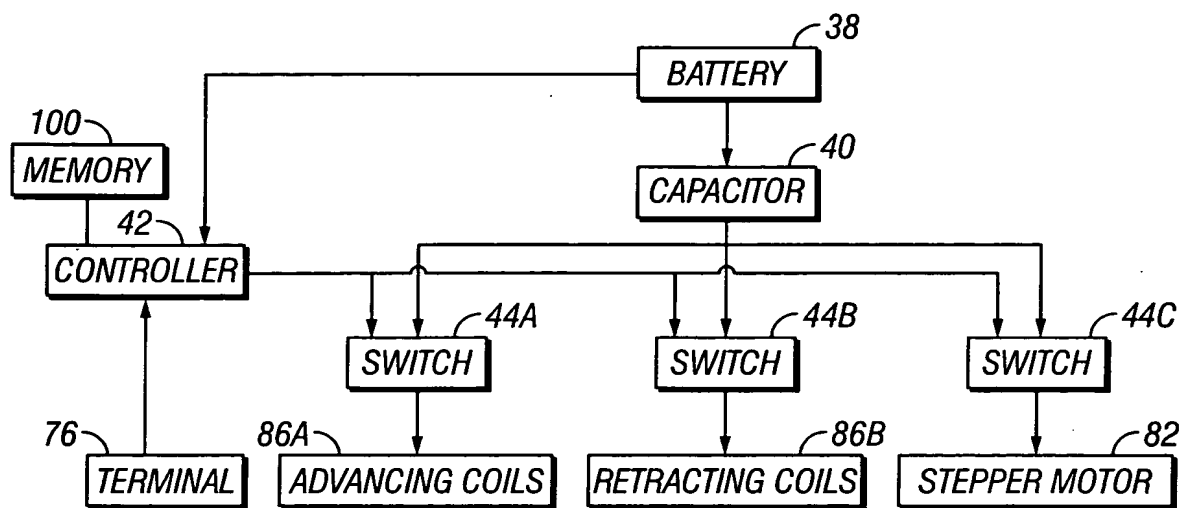 38
BATTERY
100
MEMORY
40
CAPACITOR
42
CONTROLLER
44A
SWITCH
44B
SWITCH
44C
SWITCH
76
TERMINAL
86A
ADVANCING COILS
86B
RETRACTING COILS
82
STEPPER MOTOR